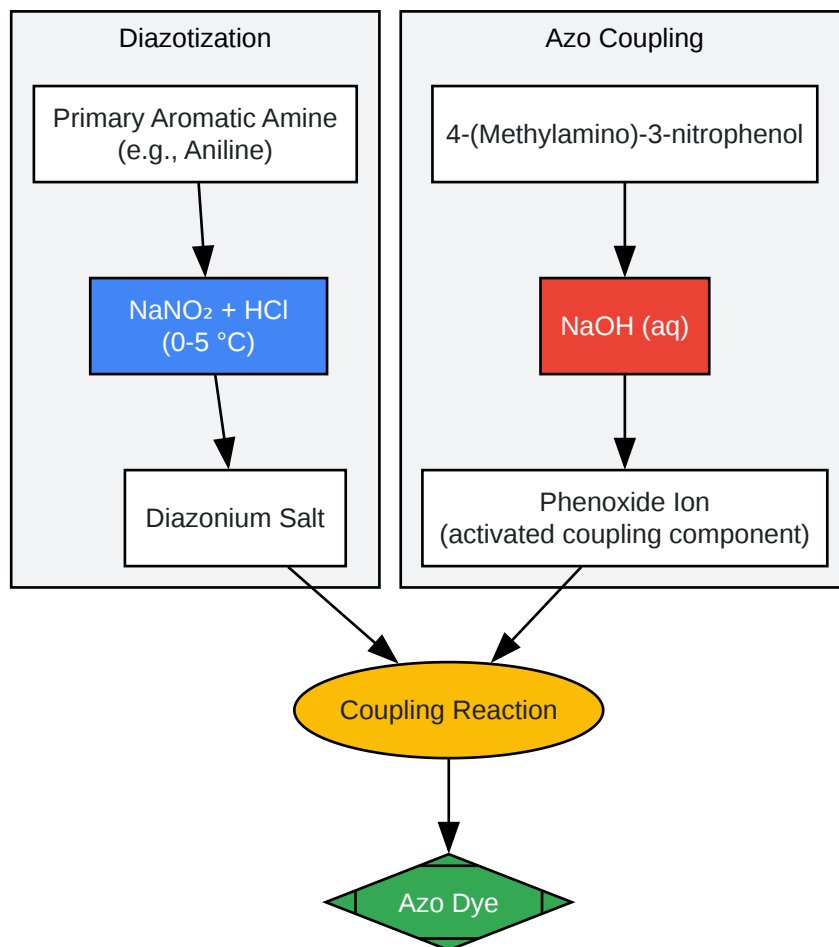 Diazotization
Primary Aromatic Amine
(e.g., Aniline)
NaNO₂ + HCl
(0-5 °C)
Diazonium Salt
Azo Coupling
4-(Methylamino)-3-nitrophenol
NaOH (aq)
Phenoxide Ion
(activated coupling component)
Coupling Reaction
Azo Dye